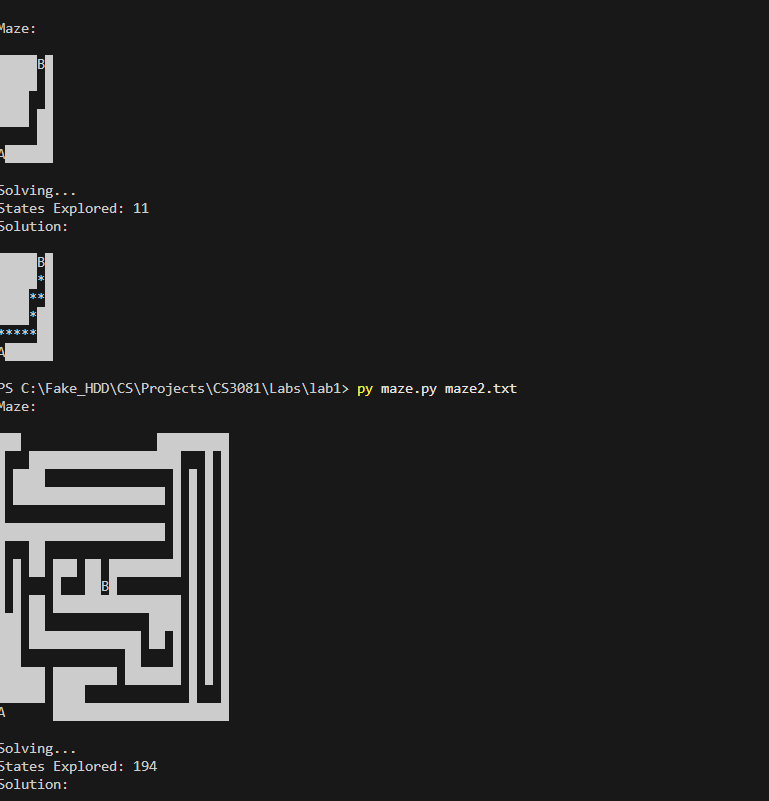 Maze:
B
A
Solving...
States Explored: 11
Solution:
B
*
**
*
*****
A
PS C:\Fake_HDD\CS\Projects\CS3081\Labs\lab1> py maze.py maze2.txt
Maze:
B
A
Solving...
States Explored: 194
Solution: